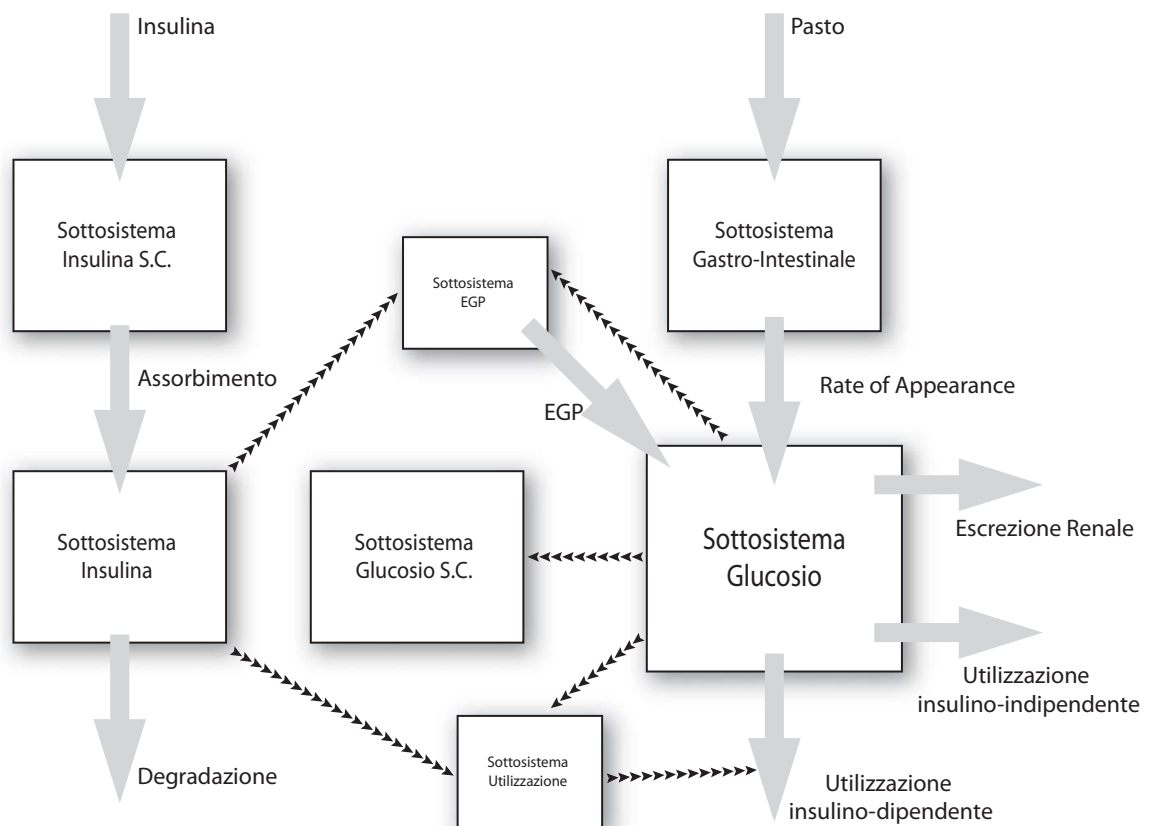 Insulina
Pasto
Sottosistema
Insulina S.C.
Sottosistema
Gastro-Intestinale
Sottosistema
EGP
Assorbimento
Rate of Appearance
EGP
Sottosistema
Insulina
Sottosistema
Glucosio S.C.
Sottosistema
Glucosio
Escrezione Renale
Utilizzazione
insulino-indipendente
Degradazione
Sottosistema
Utilizzazione
Utilizzazione
insulino-dipendente